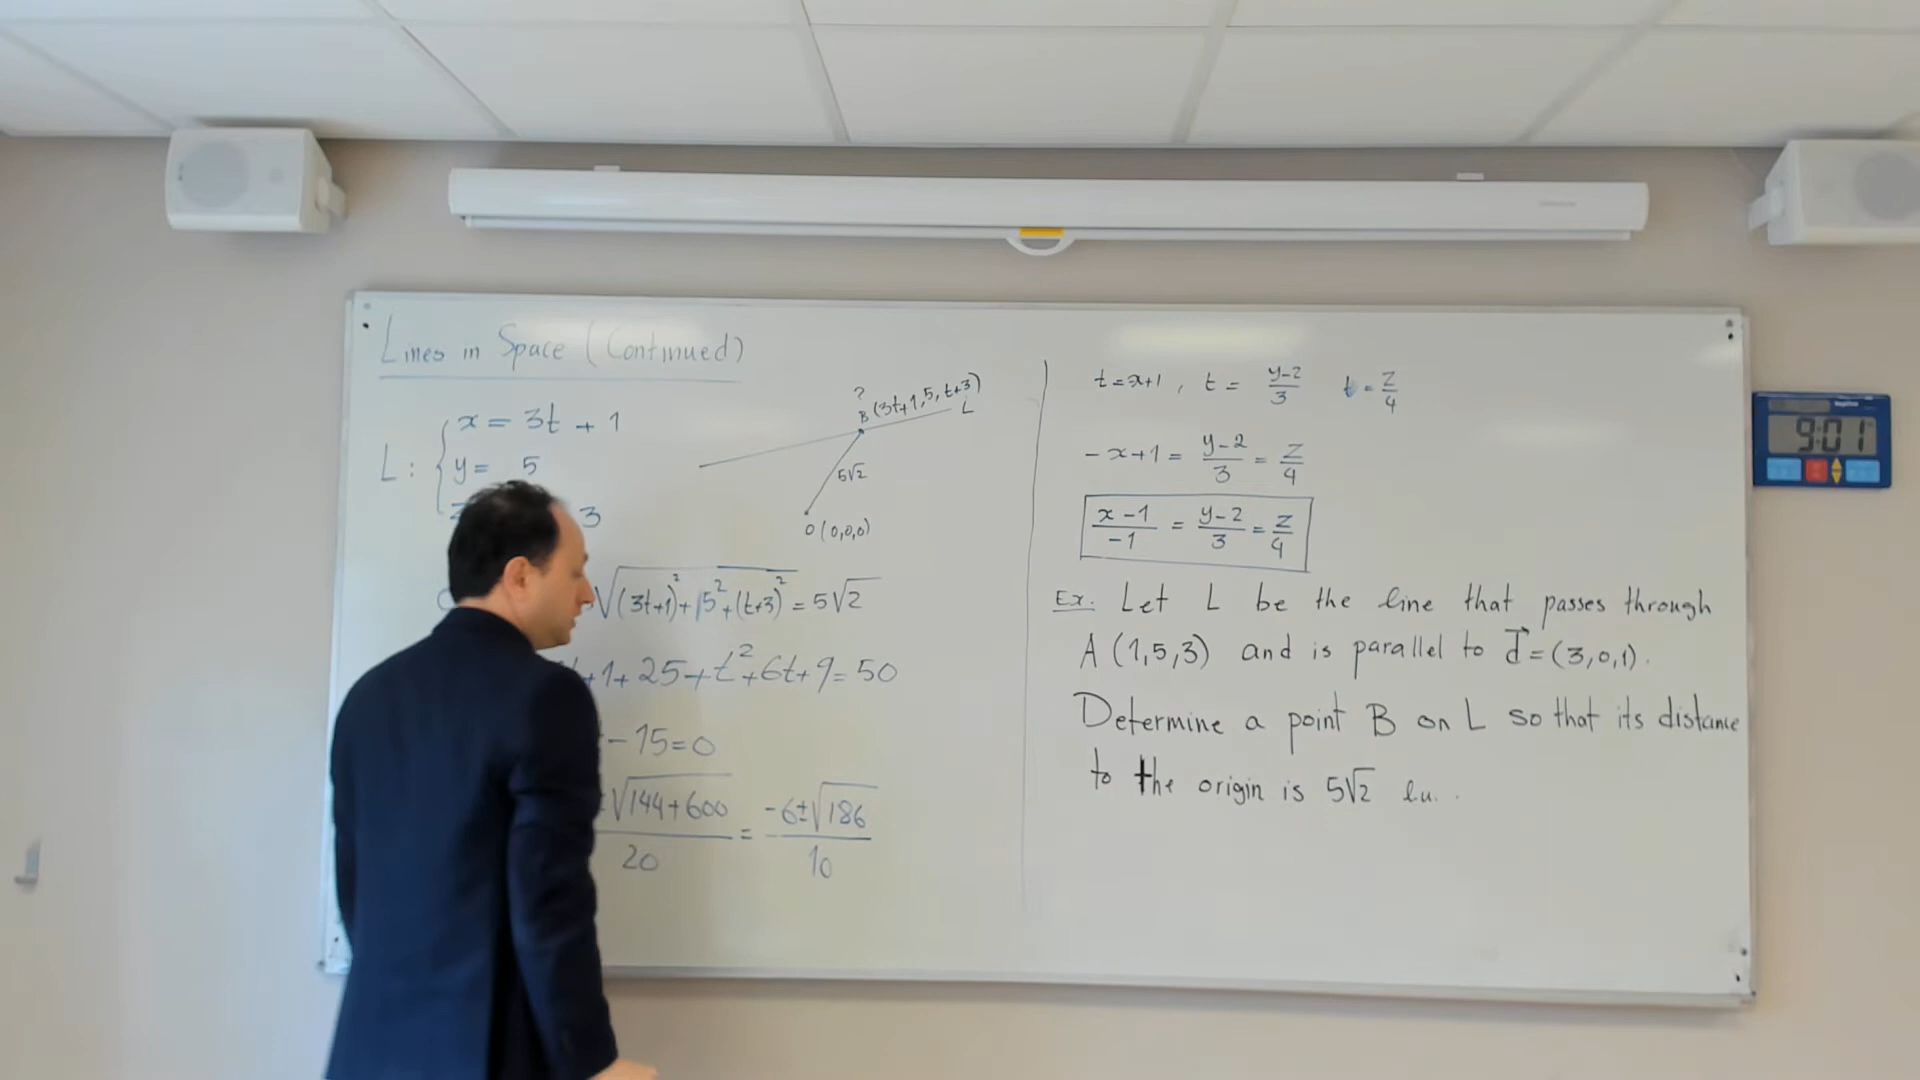 Lines in Space (Continued)
L: x = 3t + 1
y = 5
3
?
B (3t+1, 5, t+3)
L
5√2
O (0,0,0)
√(3t+1)²+5²+(t+3)² = 5√2
+1+25+t²+6t+9=50
-15=0
√144+600 / 20 = -6±√186 / 10
t=x+1, t = y-2/3 t = z/4
-x+1 = y-2/3 = z/4
x-1/-1 = y-2/3 = z/4
Ex: Let L be the line that passes through
A (1,5,3) and is parallel to d⃗=(3,0,1).
Determine a point B on L so that its distance
to the origin is 5√2 l.u.
9:01